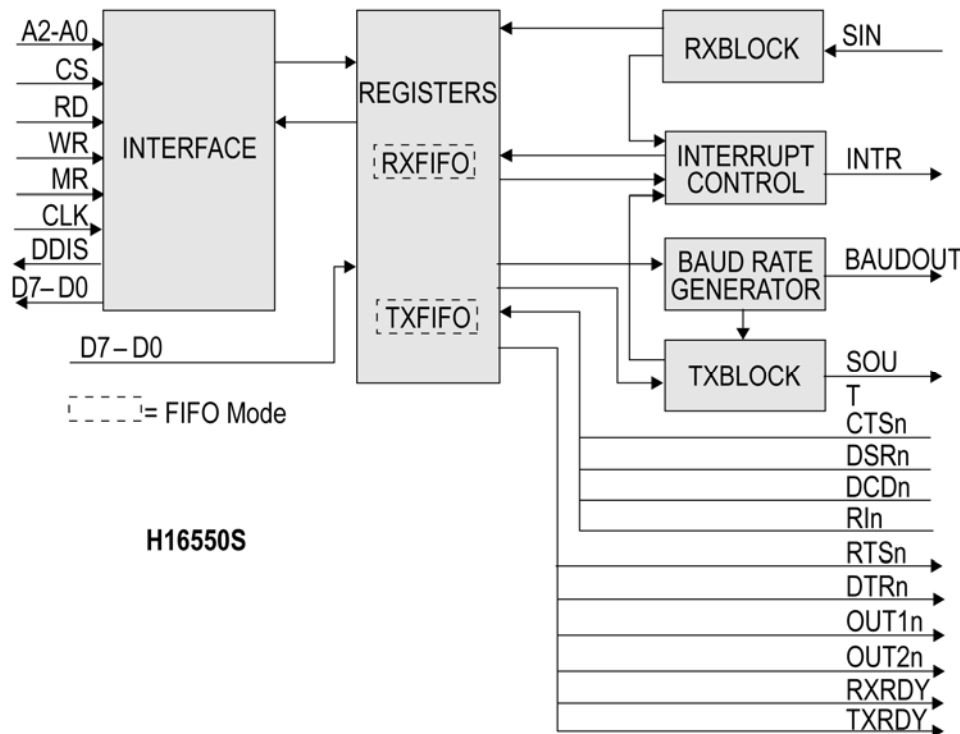 A2-A0
CS
RD
WR
MR
CLK
DDIS
D7-D0
INTERFACE
D7-D0
= FIFO Mode
H16550S
REGISTERS
RXFIFO
TXFIFO
RXBLOCK
INTERRUPT
CONTROL
BAUD RATE
GENERATOR
TXBLOCK
SIN
INTR
BAUDOUT
SOU
T
CTSn
DSRn
DCDn
RIn
RTSn
DTRn
OUT1n
OUT2n
RXRDY
TXRDY